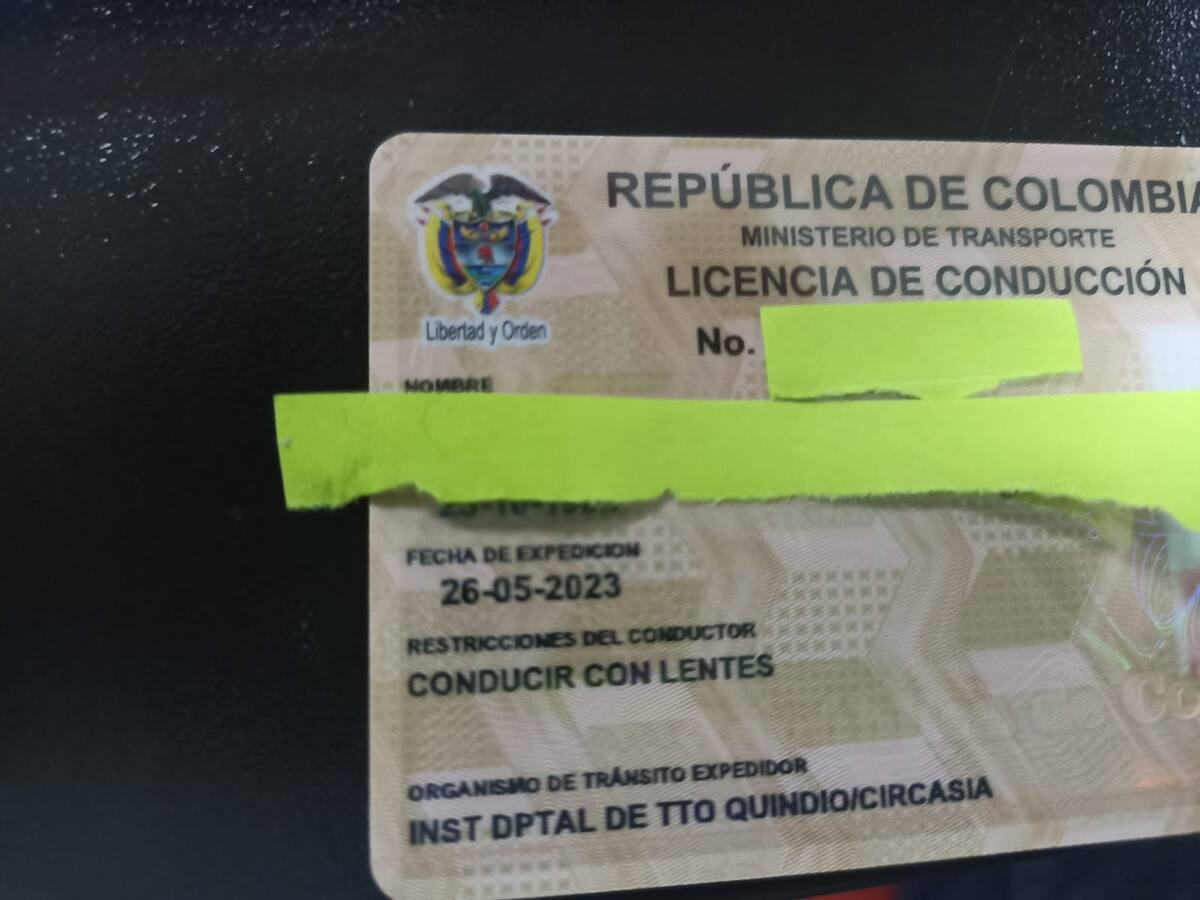 REPÚBLICA DE COLOMBIA
MINISTERIO DE TRANSPORTE
LICENCIA DE CONDUCCIÓN
Libertad y Orden
No.
NOMBRE
FECHA DE EXPEDICION
26-05-2023
RESTRICCIONES DEL CONDUCTOR
CONDUCIR CON LENTES
ORGANISMO DE TRÁNSITO EXPEDIDOR
INST DPTAL DE TTO QUINDIO/CIRCASIA